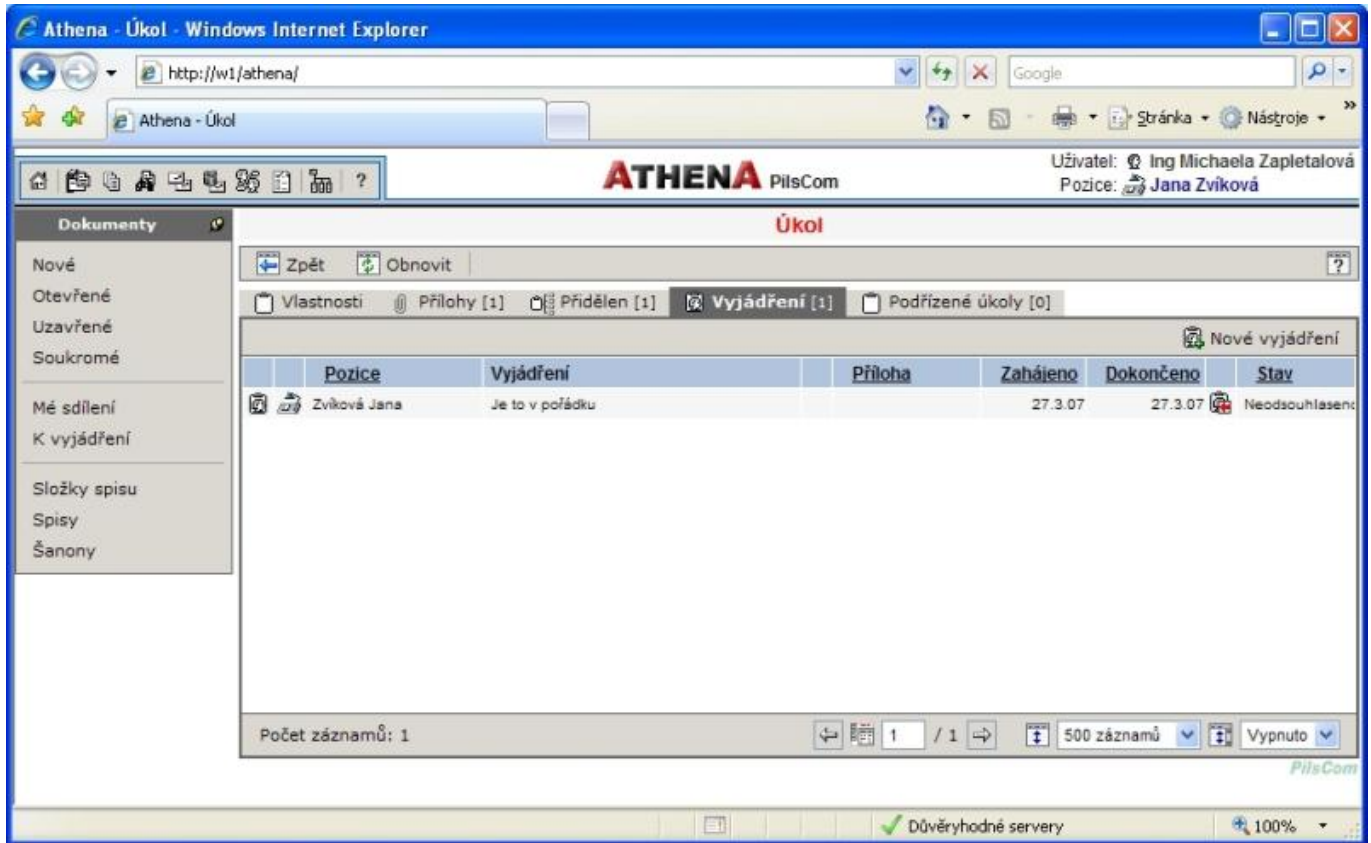 Athena - Úkol - Windows Internet Explorer
http://w1/athena/
Google
Athena - Úkol
Stránka
Nástroje
»
?
ATHENA PilsCom
Uživatel: Ing Michaela Zapletalová
Pozice: Jana Zvíková
Dokumenty
Úkol
Nové
Otevřené
Uzavřené
Soukromé
Mé sdílení
K vyjádření
Složky spisu
Spisy
Šanony
Zpět Obnovit ?
Vlastnosti Přílohy [1] Přidělen [1] Vyjádření [1] Podřízené úkoly [0]
Nové vyjádření
Pozice Vyjádření Příloha Zahájeno Dokončeno Stav
Zvíková Jana Je to v pořádku 27.3.07 27.3.07 Neodsouhlaseno
Počet záznamů: 1 1 / 1 500 záznamů Vypnuto
PilsCom
Důvěryhodné servery 100%